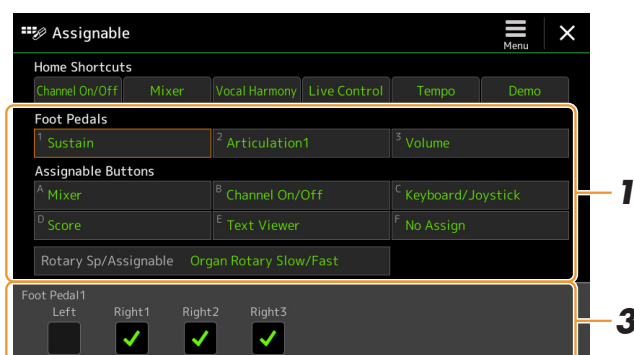 Assignable
Menu
Home Shortcuts
Channel On/Off Mixer Vocal Harmony Live Control Tempo Demo
Foot Pedals
1 Sustain 2 Articulation1 3 Volume
Assignable Buttons
A Mixer B Channel On/Off C Keyboard/Joystick
D Score E Text Viewer F No Assign
Rotary Sp/Assignable Organ Rotary Slow/Fast
1
Foot Pedal1
Left Right1 Right2 Right3
3